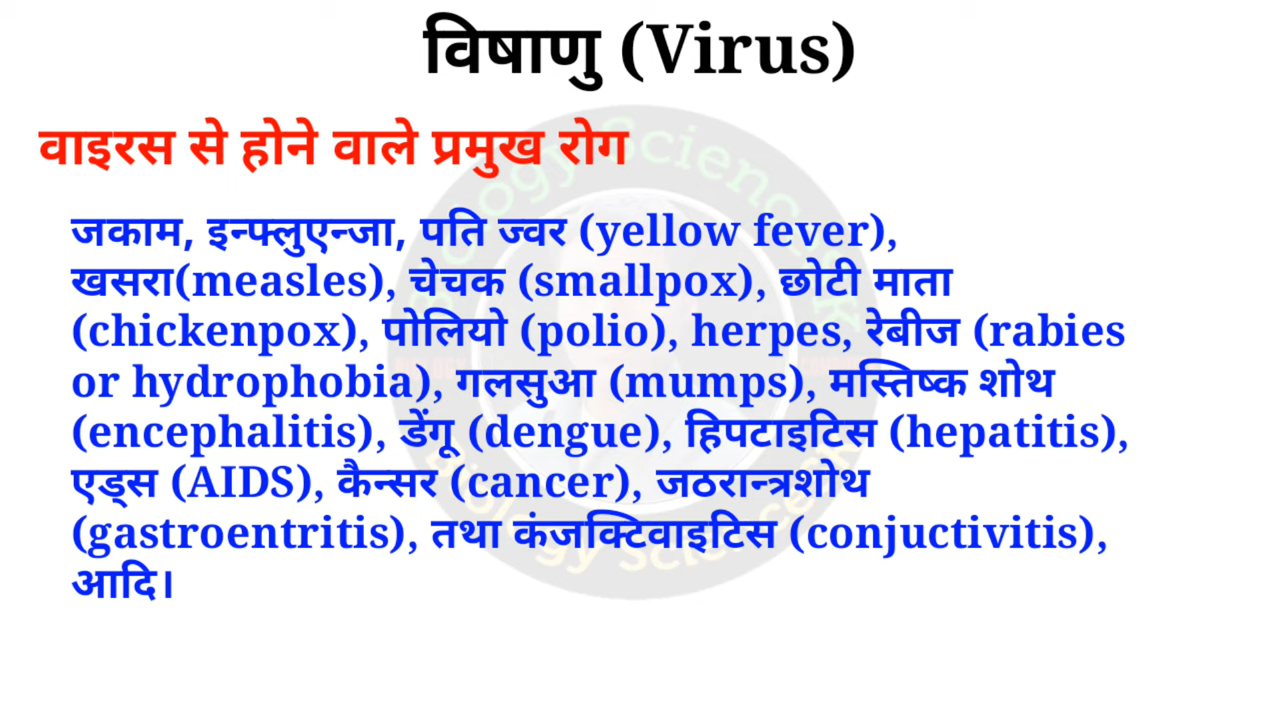 विषाणु (Virus)
वाइरस से होने वाले प्रमुख रोग
जकाम, इन्फ्लुएन्जा, पति ज्वर (yellow fever),
खसरा(measles), चेचक (smallpox), छोटी माता
(chickenpox), पोलियो (polio), herpes, रेबीज (rabies
or hydrophobia), गलसुआ (mumps), मस्तिष्क शोथ
(encephalitis), डेंगू (dengue), हिपटाइटिस (hepatitis),
एड्स (AIDS), कैन्सर (cancer), जठरान्त्रशोथ
(gastroentritis), तथा कंजक्टिवाइटिस (conjuctivitis),
आदि।